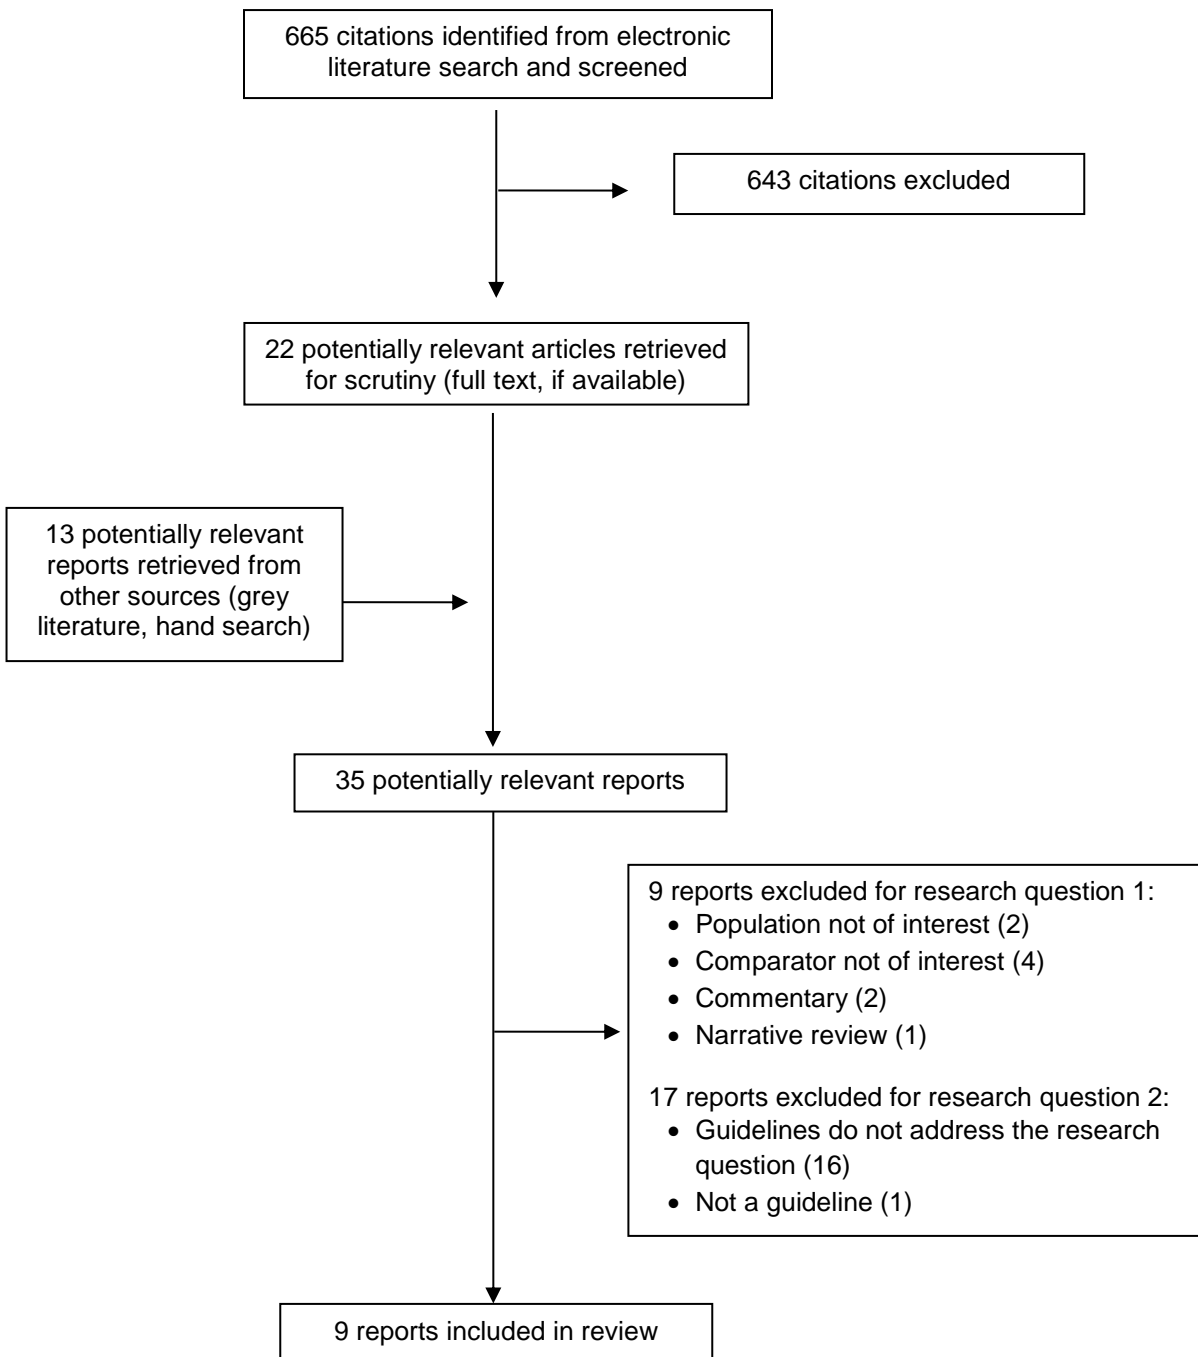 665 citations identified from electronic
literature search and screened
643 citations excluded
22 potentially relevant articles retrieved
for scrutiny (full text, if available)
13 potentially relevant
reports retrieved from
other sources (grey
literature, hand search)
35 potentially relevant reports
9 reports excluded for research question 1:
• Population not of interest (2)
• Comparator not of interest (4)
• Commentary (2)
• Narrative review (1)
17 reports excluded for research question 2:
• Guidelines do not address the research
question (16)
• Not a guideline (1)
9 reports included in review